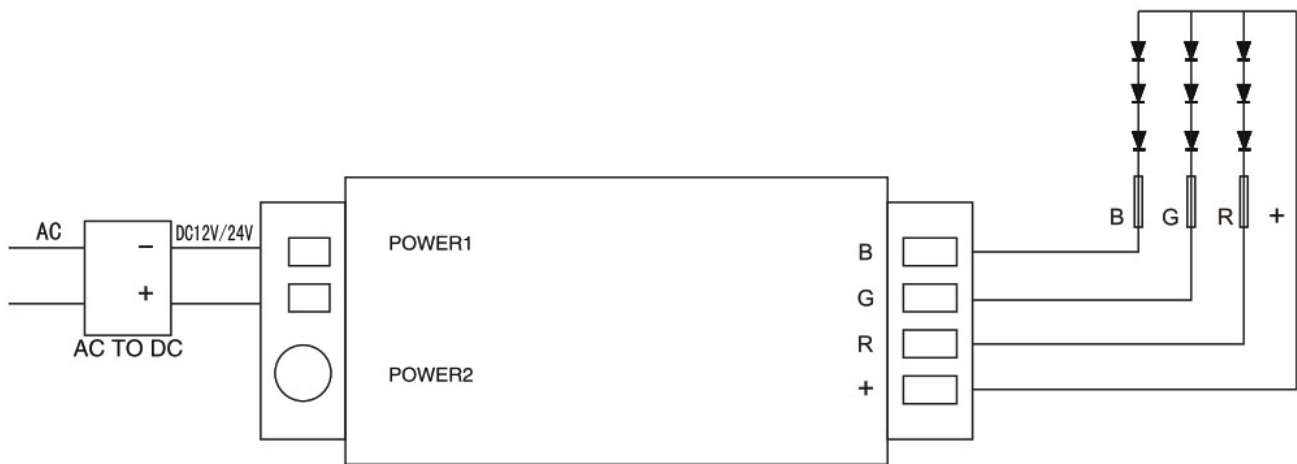 AC
−
DC12V/24V
+
AC TO DC
POWER1
POWER2
B
G
R
+
B
G
R
+